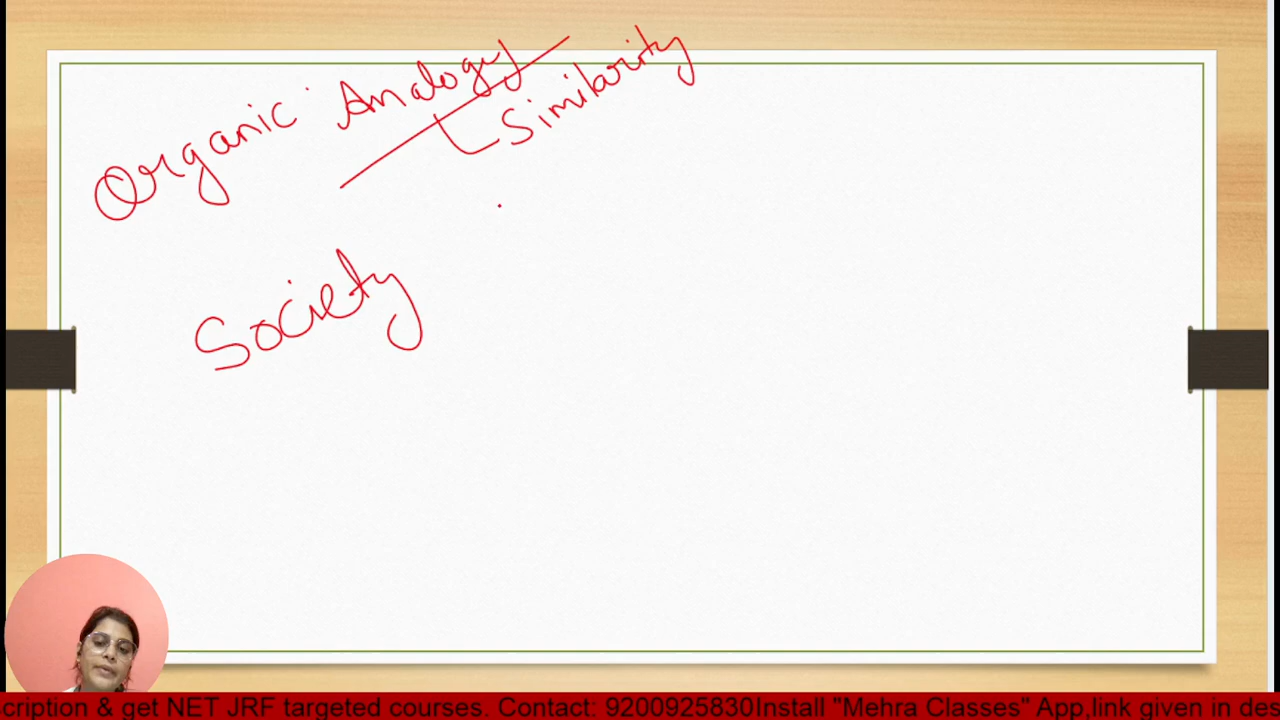 Organic Analogy
Similarity
Society
cription & get NET JRF targeted courses. Contact: 9200925830Install "Mehra Classes" App,link given in des